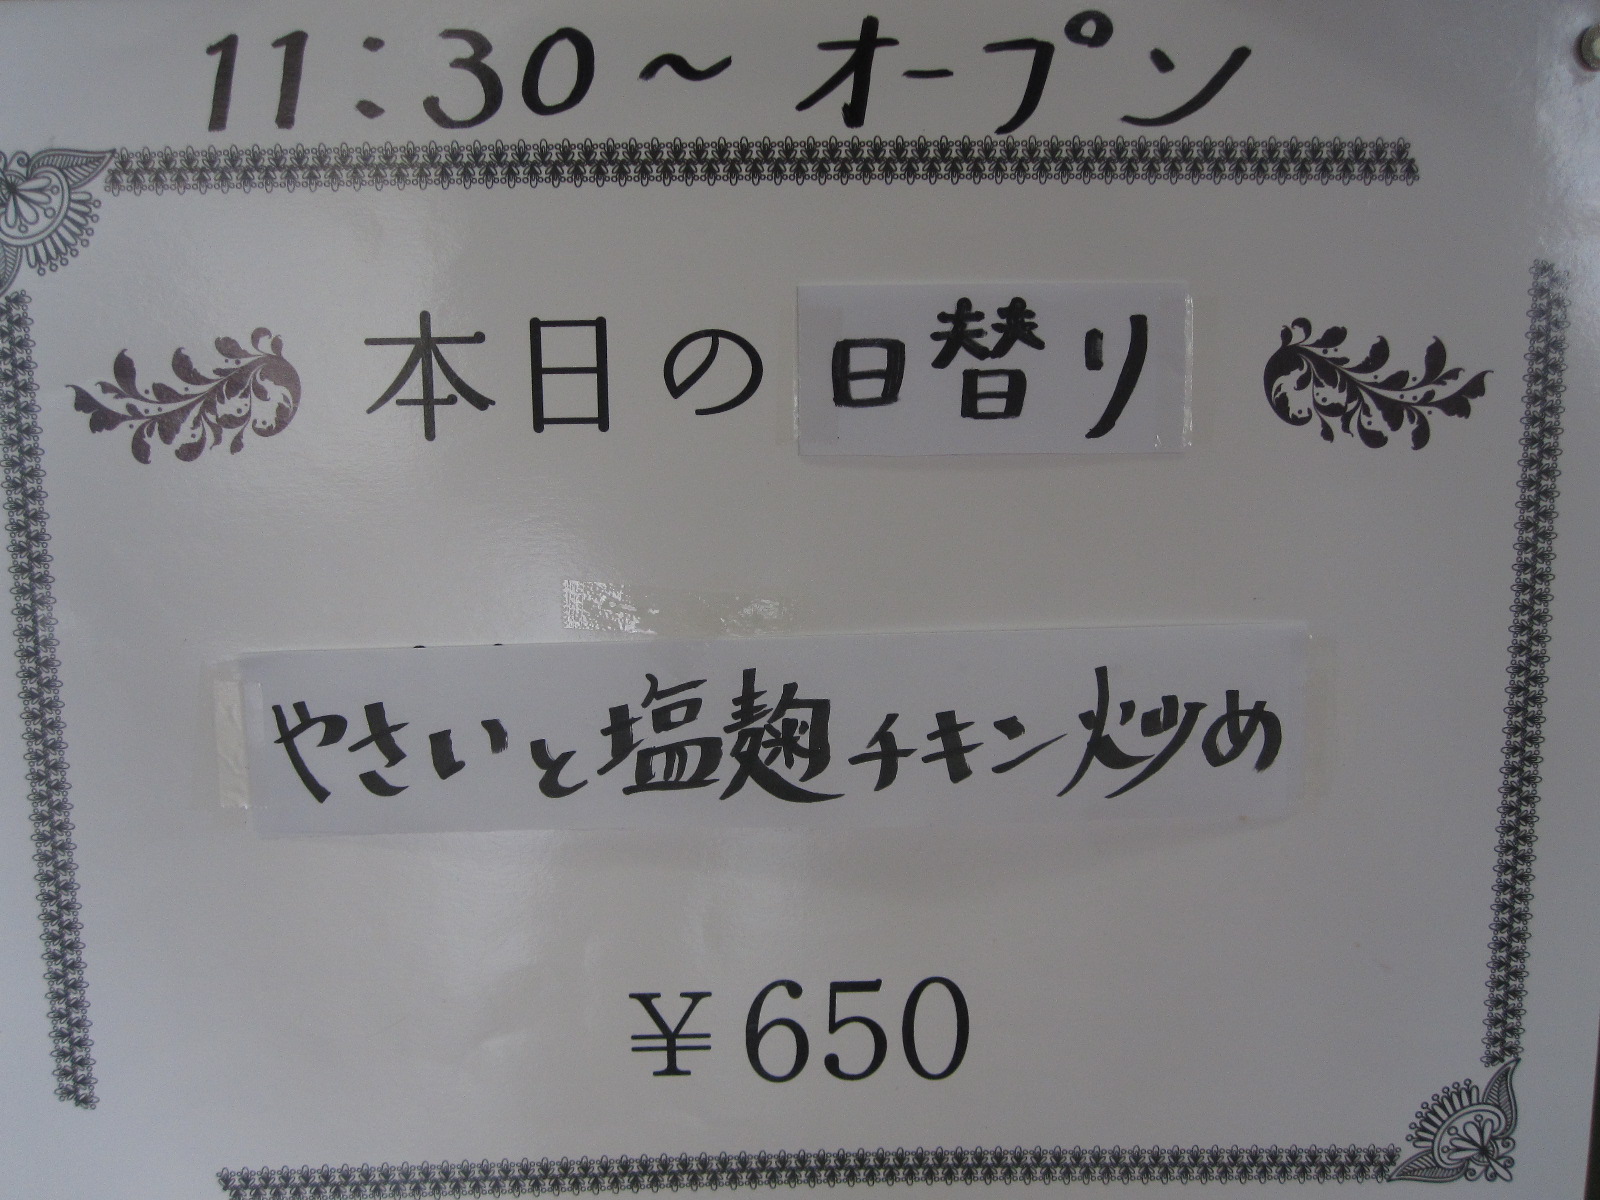 11：30～オープン
本日の日替り
やさいと塩麹チキン炒め
￥650